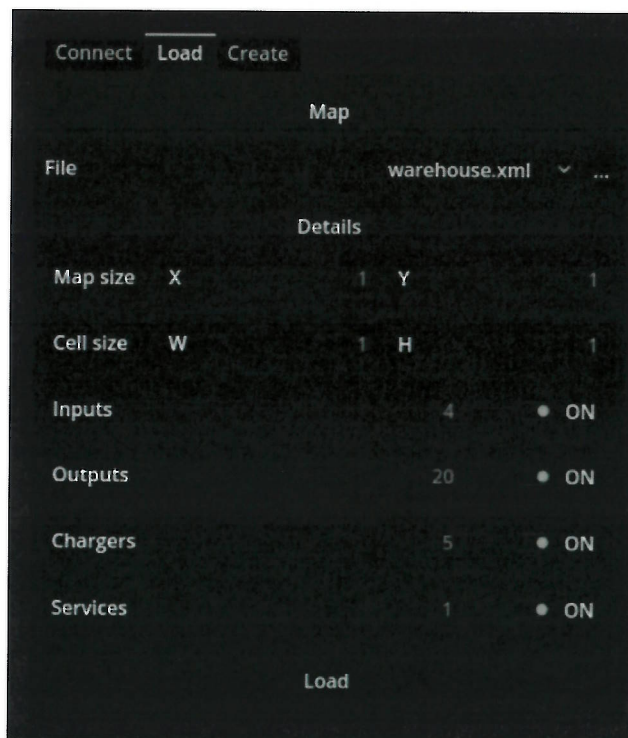 Connect Load Create
Map
File warehouse.xml ...
Details
Map size X 1 Y 1
Cell size W 1 H 1
Inputs 4 ON
Outputs 20 ON
Chargers 5 ON
Services 1 ON
Load